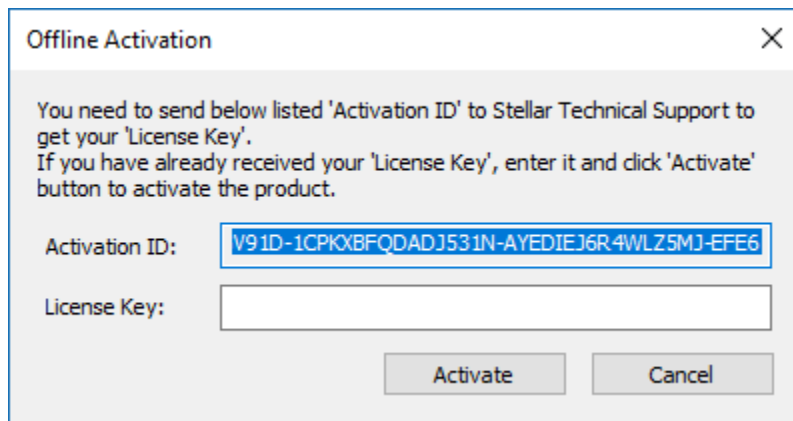 Offline Activation
You need to send below listed 'Activation ID' to Stellar Technical Support to
get your 'License Key'.
If you have already received your 'License Key', enter it and click 'Activate'
button to activate the product.
Activation ID: V91D-1CPKXBFQDADJ531N-AYEDIEJ6R4WLZ5MJ-EFE6
License Key:
Activate Cancel